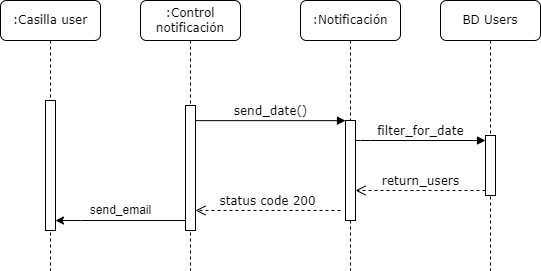 :Casilla user
:Control
notificación
:Notificación
BD Users
send_date()
filter_for_date
return_users
status code 200
send_email